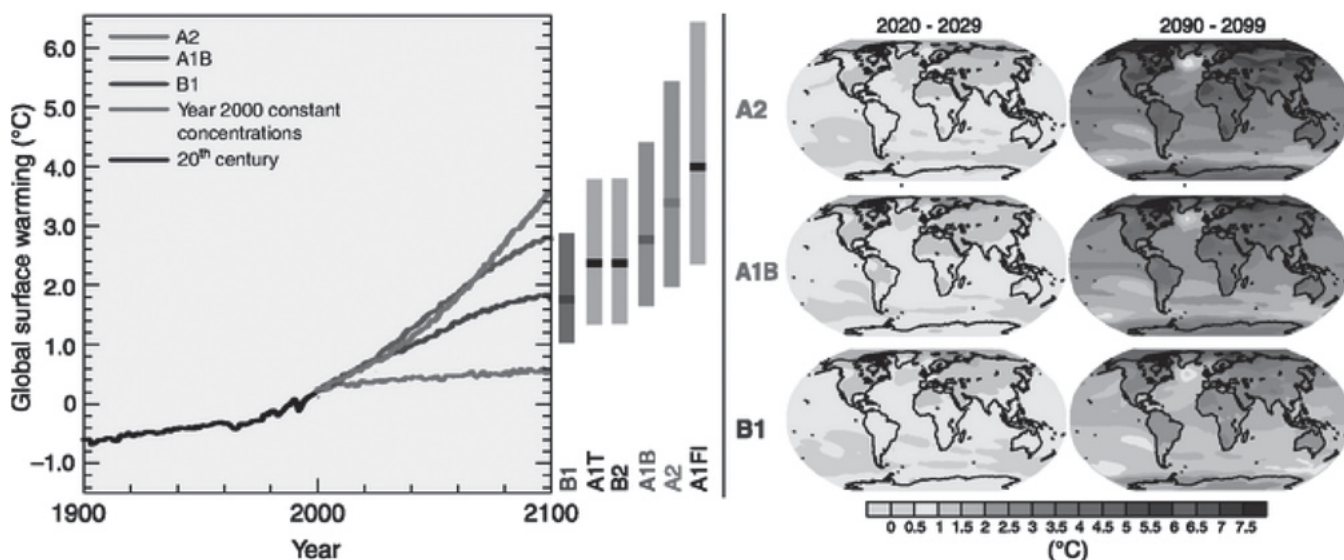 Global surface warming (°C)
6.0
5.0
4.0
3.0
2.0
1.0
0
–1.0
A2
A1B
B1
Year 2000 constant
concentrations
20th century
1900
2000
2100
Year
B1
A1T
B2
A1B
A2
A1FI
2020 - 2029
2090 - 2099
A2
A1B
B1
0 0.5 1 1.5 2 2.5 3 3.5 4 4.5 5 5.5 6 6.5 7 7.5
(°C)